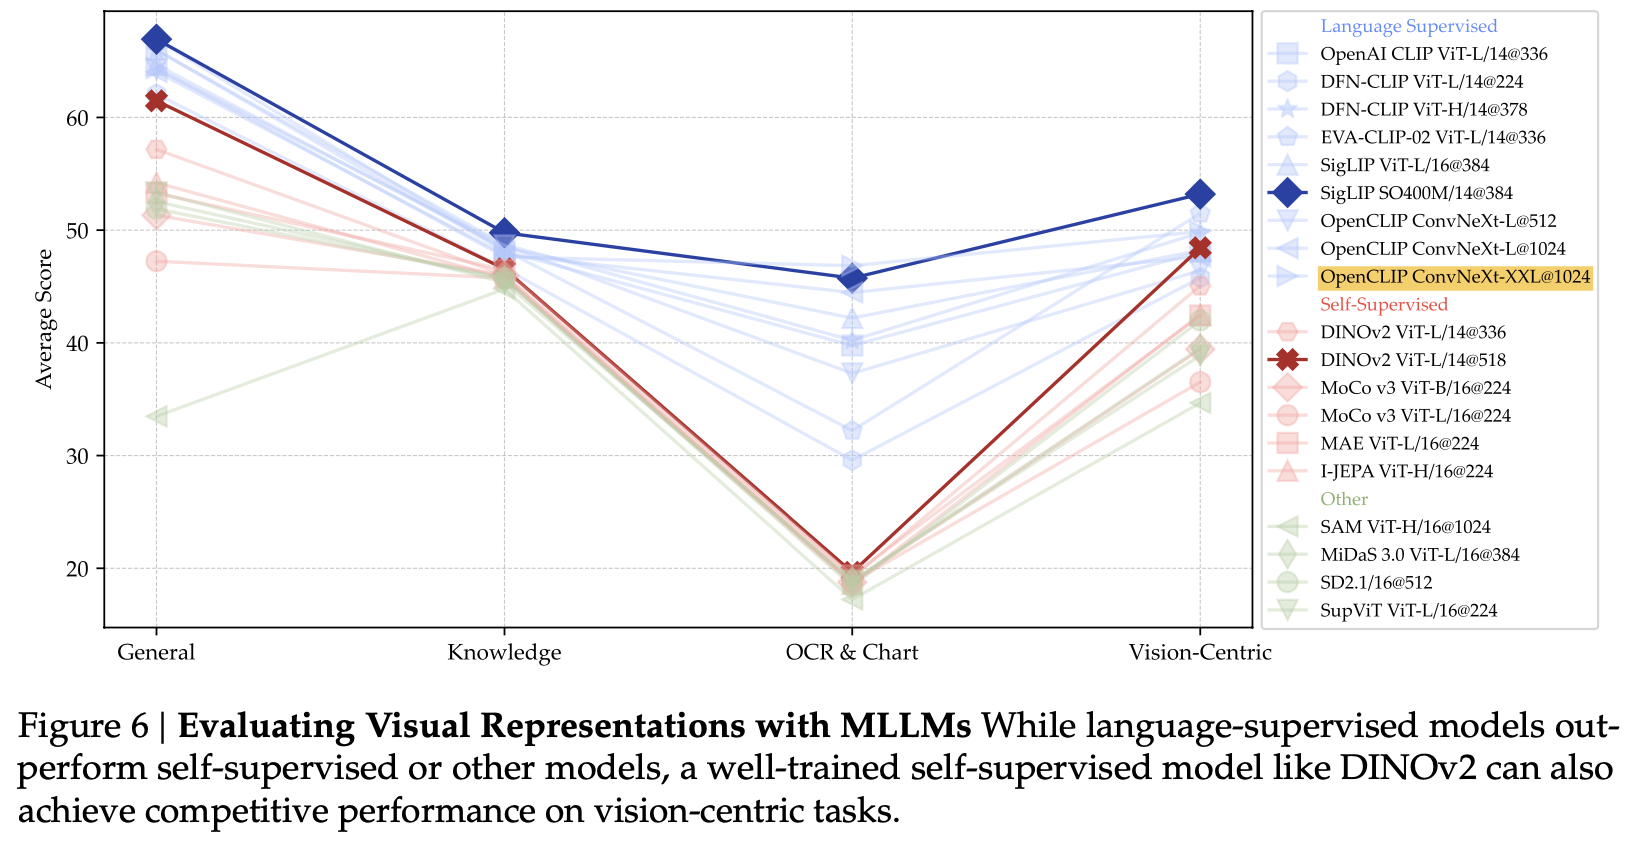 Average Score
60
50
40
30
20
General
Knowledge
OCR & Chart
Vision-Centric
Language Supervised
OpenAI CLIP ViT-L/14@336
DFN-CLIP ViT-L/14@224
DFN-CLIP ViT-H/14@378
EVA-CLIP-02 ViT-L/14@336
SigLIP ViT-L/16@384
SigLIP SO400M/14@384
OpenCLIP ConvNeXt-L@512
OpenCLIP ConvNeXt-L@1024
OpenCLIP ConvNeXt-XXL@1024
Self-Supervised
DINOv2 ViT-L/14@336
DINOv2 ViT-L/14@518
MoCo v3 ViT-B/16@224
MoCo v3 ViT-L/16@224
MAE ViT-L/16@224
I-JEPA ViT-H/16@224
Other
SAM ViT-H/16@1024
MiDaS 3.0 ViT-L/16@384
SD2.1/16@512
SupViT ViT-L/16@224
Figure 6 | Evaluating Visual Representations with MLLMs While language-supervised models out-
perform self-supervised or other models, a well-trained self-supervised model like DINOv2 can also
achieve competitive performance on vision-centric tasks.